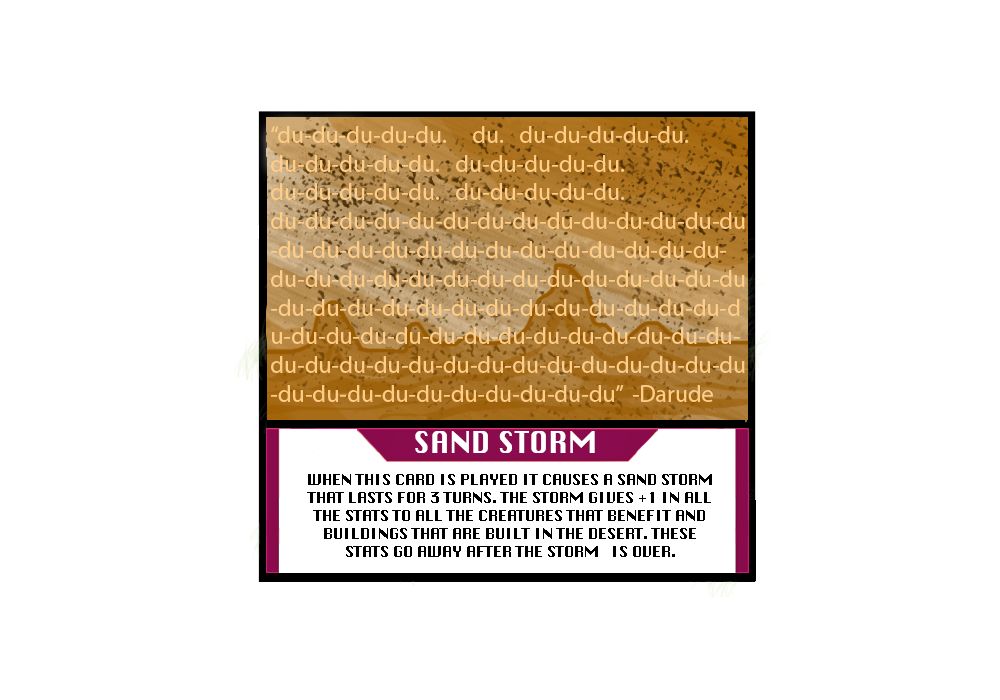 “du-du-du-du-du. du. du-du-du-du-du.
du-du-du-du-du. du-du-du-du-du.
du-du-du-du-du. du-du-du-du-du.
du-du-du-du-du-du-du-du-du-du-du-du-du-du
-du-du-du-du-du-du-du-du-du-du-du-du-du-
du-du-du-du-du-du-du-du-du-du-du-du-du-du
-du-du-du-du-du-du-du-du-du-du-du-du-du-d
u-du-du-du-du-du-du-du-du-du-du-du-du-du-
du-du-du-du-du-du-du-du-du-du-du-du-du-du
-du-du-du-du-du-du-du-du-du-du” -Darude
SAND STORM
WHEN THIS CARD IS PLAYED IT CAUSES A SAND STORM
THAT LASTS FOR 3 TURNS. THE STORM GIVES +1 IN ALL
THE STATS TO ALL THE CREATURES THAT BENEFIT AND
BUILDINGS THAT ARE BUILT IN THE DESERT. THESE
STATS GO AWAY AFTER THE STORM IS OVER.